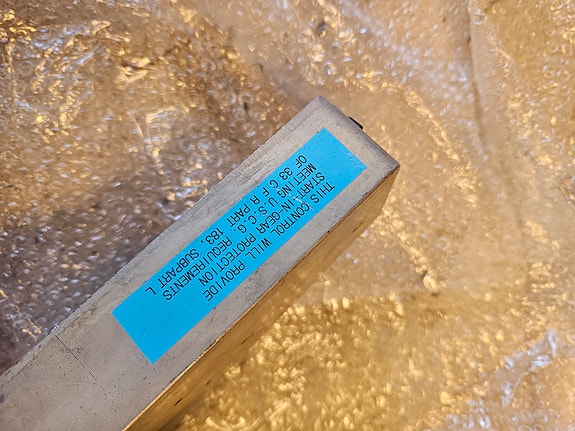 THIS CONTROL WILL PROVIDE
START IN-GEAR PROTECTION
MEETING U.S.C.G. REQUIREMENTS
OF 33 C F R PART 183, SUBPART L